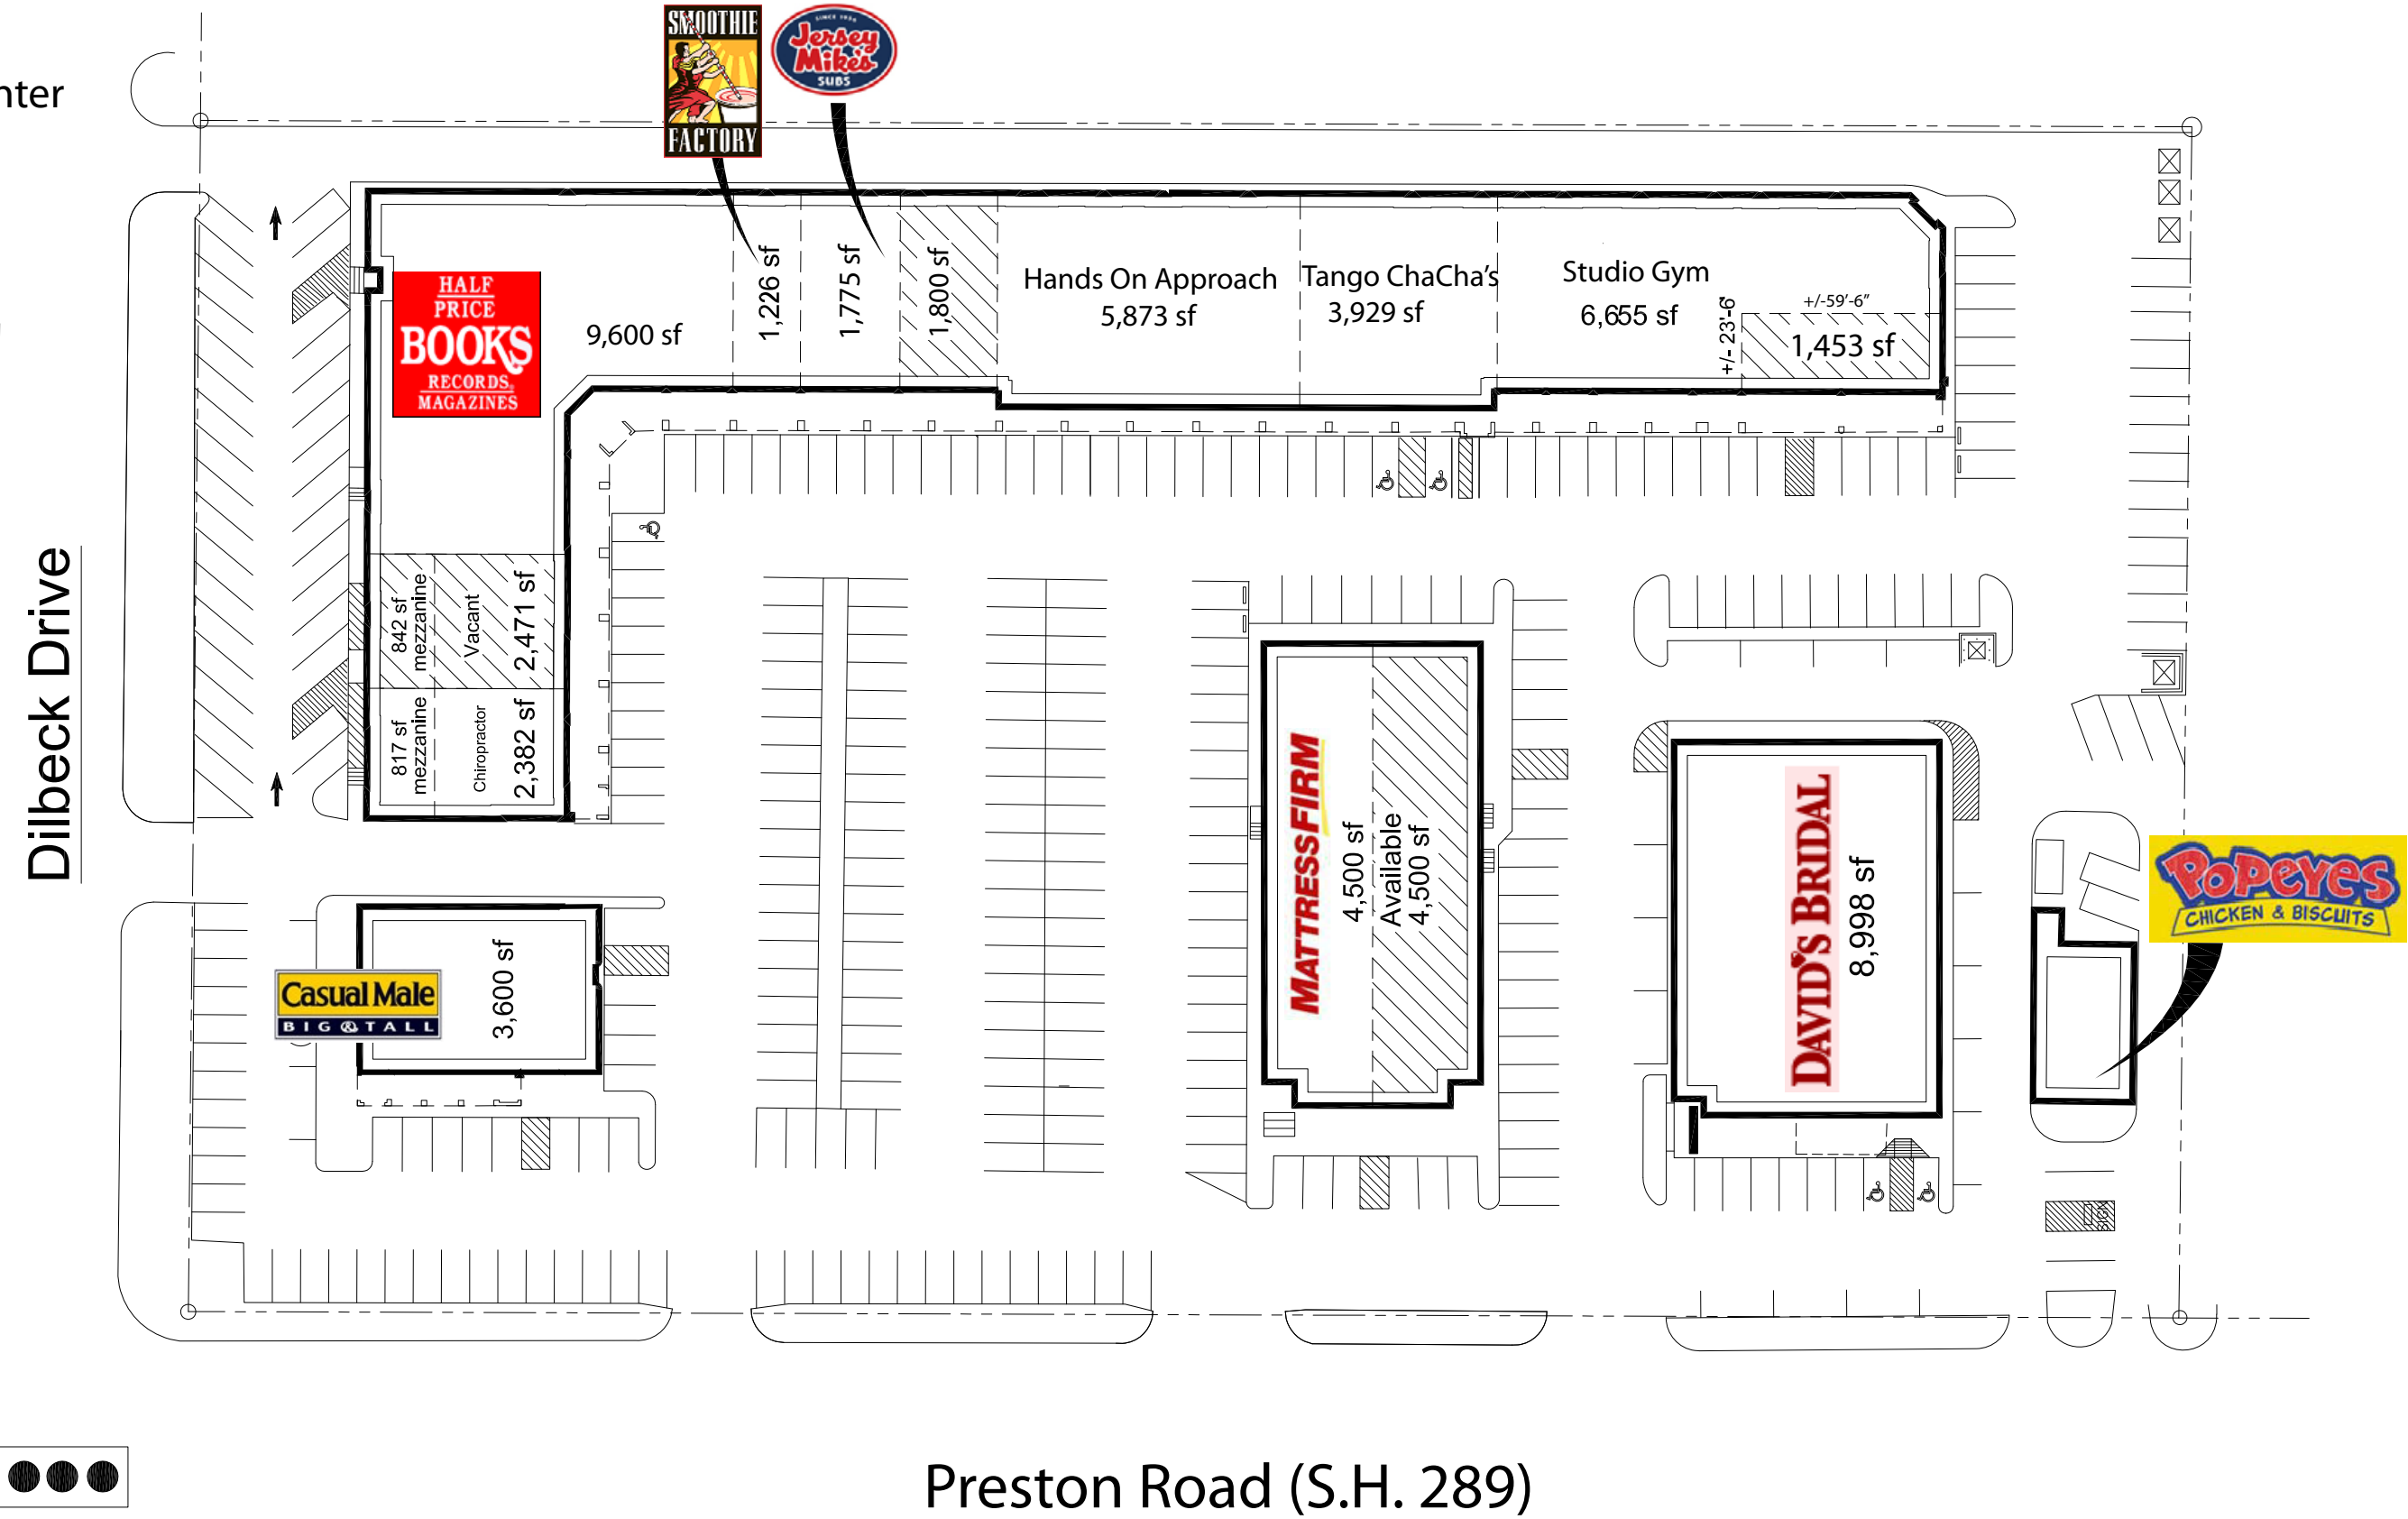 nter
SMOOTHIE
FACTORY
SINCE 1956
Jersey
Mike's
SUBS
HALF
PRICE
BOOKS
RECORDS
MAGAZINES
9,600 sf
1,226 sf
1,775 sf
1,800 sf
Hands On Approach
5,873 sf
Tango ChaCha's
3,929 sf
Studio Gym
6,655 sf
+/- 23'-6"
+/-59'-6"
1,453 sf
Dilbeck Drive
842 sf
mezzanine
Vacant
2,471 sf
817 sf
mezzanine
Chiropractor
2,382 sf
Casual Male
BIG & TALL
3,600 sf
MATTRESSFIRM
4,500 sf
Available
4,500 sf
DAVID'S BRIDAL
8,998 sf
POPEYES
CHICKEN & BISCUITS
SIGN
Preston Road (S.H. 289)